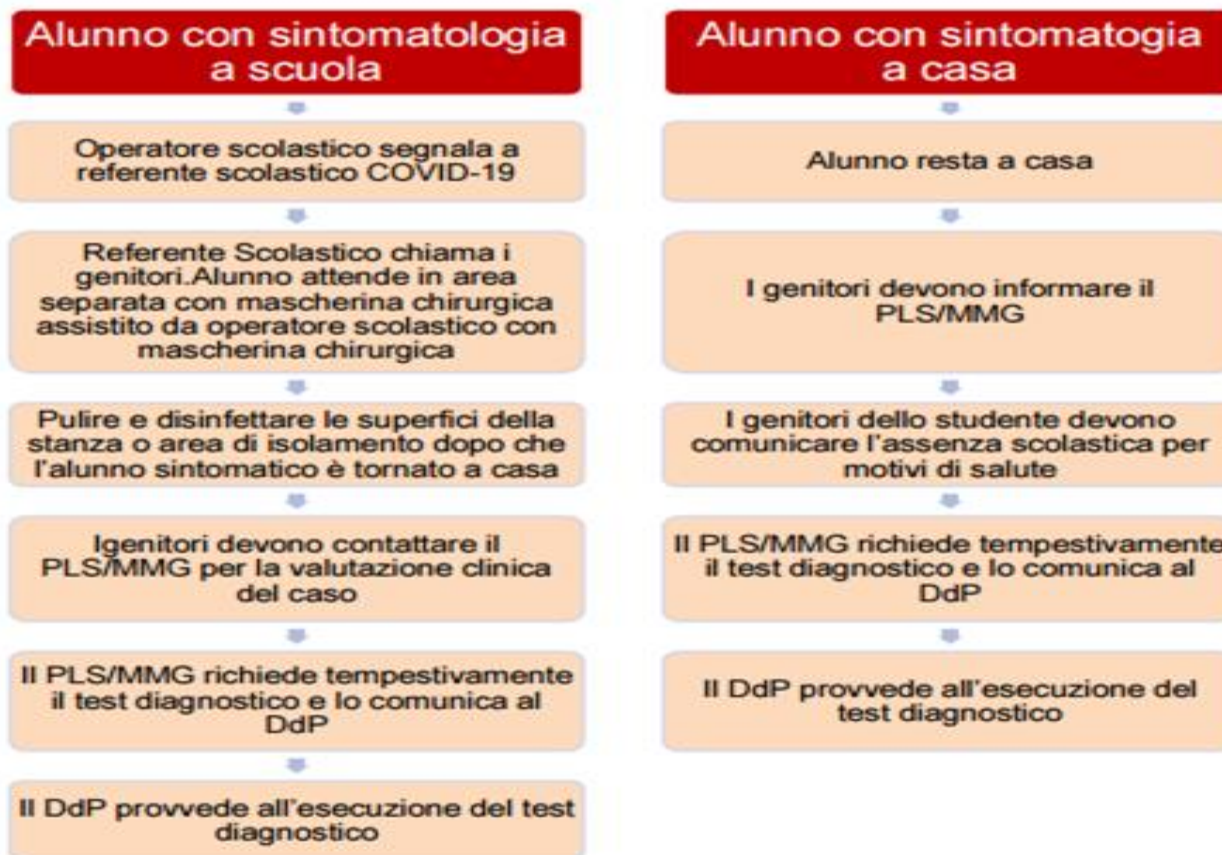 Alunno con sintomatologia
a scuola
Operatore scolastico segnala a
referente scolastico COVID-19
Referente Scolastico chiama i
genitori.Alunno attende in area
separata con mascherina chirurgica
assistito da operatore scolastico con
mascherina chirurgica
Pulire e disinfettare le superfici della
stanza o area di isolamento dopo che
l'alunno sintomatico è tornato a casa
Igenitori devono contattare il
PLS/MMG per la valutazione clinica
del caso
Il PLS/MMG richiede tempestivamente
il test diagnostico e lo comunica al
DdP
Il DdP provvede all'esecuzione del test
diagnostico
Alunno con sintomatogia
a casa
Alunno resta a casa
I genitori devono informare il
PLS/MMG
I genitori dello studente devono
comunicare l'assenza scolastica per
motivi di salute
Il PLS/MMG richiede tempestivamente
il test diagnostico e lo comunica al
DdP
Il DdP provvede all'esecuzione del
test diagnostico